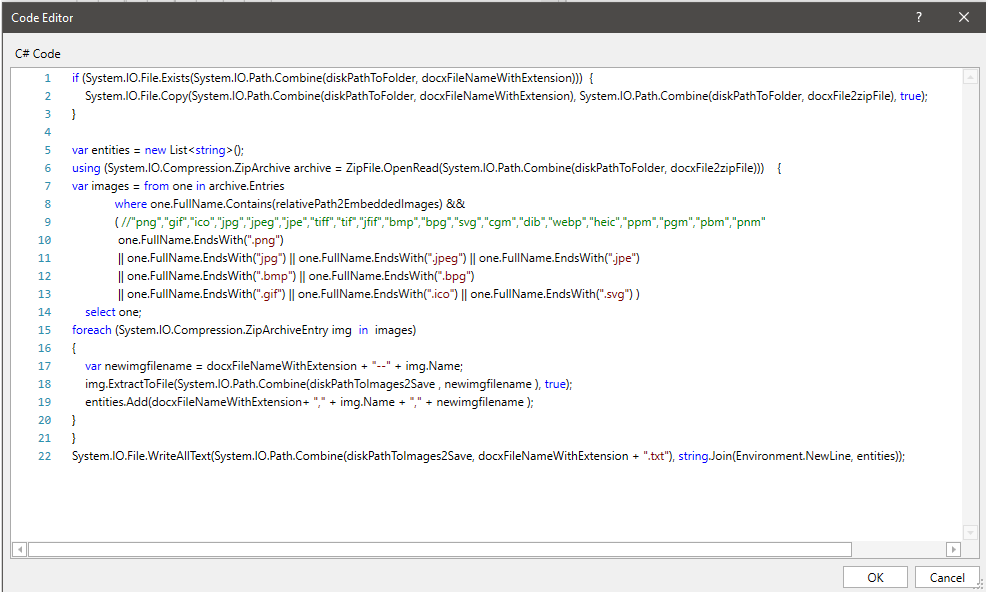 Code Editor
?
C# Code
1 if (System.IO.File.Exists(System.IO.Path.Combine(diskPathToFolder, docxFileNameWithExtension))) {
2 System.IO.File.Copy(System.IO.Path.Combine(diskPathToFolder, docxFileNameWithExtension), System.IO.Path.Combine(diskPathToFolder, docxFile2zipFile), true);
3 }
4
5 var entities = new List<string>();
6 using (System.IO.Compression.ZipArchive archive = ZipFile.OpenRead(System.IO.Path.Combine(diskPathToFolder, docxFile2zipFile))) {
7 var images = from one in archive.Entries
8 where one.FullName.Contains(relativePath2EmbeddedImages) &&
9 ( //"png","gif","ico","jpg","jpeg","jpe","tiff","tif","jfif","bmp","bpg","svg","cgm","dib","webp","heic","ppm","pgm","pbm","pnm"
10 one.FullName.EndsWith(".png")
11 || one.FullName.EndsWith("jpg") || one.FullName.EndsWith(".jpeg") || one.FullName.EndsWith(".jpe")
12 || one.FullName.EndsWith(".bmp") || one.FullName.EndsWith(".bpg")
13 || one.FullName.EndsWith(".gif") || one.FullName.EndsWith(".ico") || one.FullName.EndsWith(".svg") )
14 select one;
15 foreach (System.IO.Compression.ZipArchiveEntry img in images)
16 {
17 var newimgfilename = docxFileNameWithExtension + "--" + img.Name;
18 img.ExtractToFile(System.IO.Path.Combine(diskPathToImages2Save , newimgfilename ), true);
19 entities.Add(docxFileNameWithExtension+ "," + img.Name + "," + newimgfilename );
20 }
21 }
22 System.IO.File.WriteAllText(System.IO.Path.Combine(diskPathToImages2Save, docxFileNameWithExtension + ".txt"), string.Join(Environment.NewLine, entities));
OK Cancel